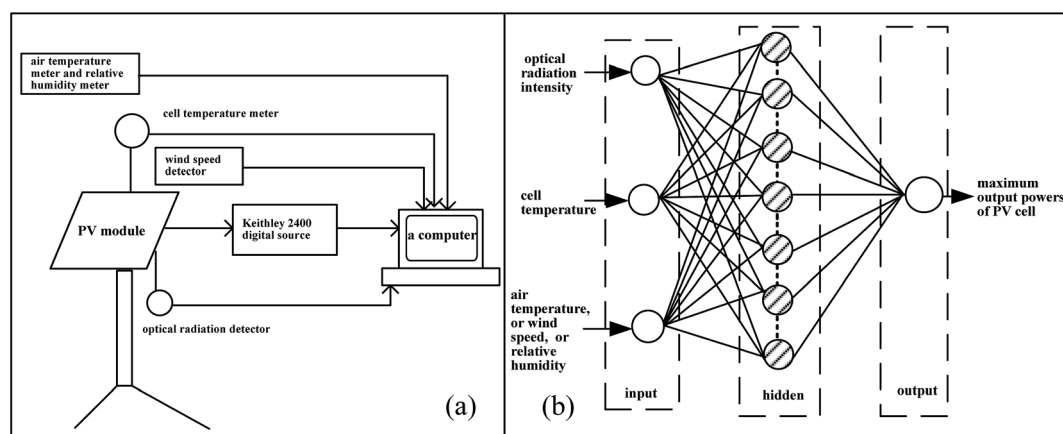 air temperature
meter and relative
humidity meter
cell temperature meter
wind speed
detector
PV module
Keithley 2400
digital source
a computer
optical radiation detector
(a)
optical
radiation
intensity
cell
temperature
air
temperature,
or wind
speed, or
relative
humidity
input
hidden
output
maximum
output powers
of PV cell
(b)